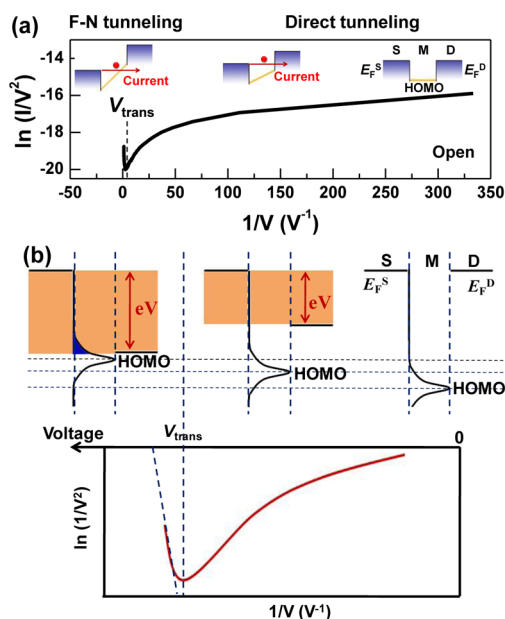 (a) F-N tunneling Direct tunneling
S M D
E_F^S E_F^D
HOMO
Current Current
V_trans
Open
ln (I/V²)
-14
-16
-18
-20
-50 0 50 100 150 200 250 300 350
1/V (V⁻¹)
(b)
S M D
E_F^S E_F^D
eV eV
HOMO HOMO HOMO
Voltage V_trans 0
ln (1/V²)
1/V (V⁻¹)